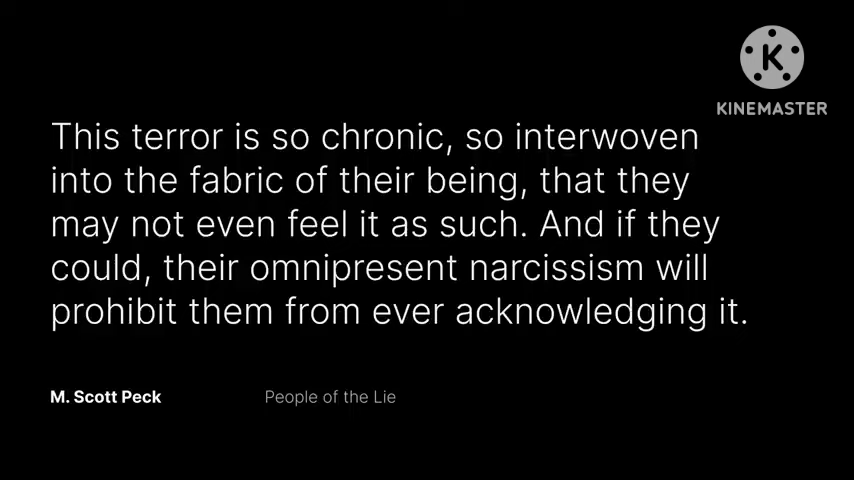 KINEMASTER
This terror is so chronic, so interwoven
into the fabric of their being, that they
may not even feel it as such. And if they
could, their omnipresent narcissism will
prohibit them from ever acknowledging it.
M. Scott Peck People of the Lie